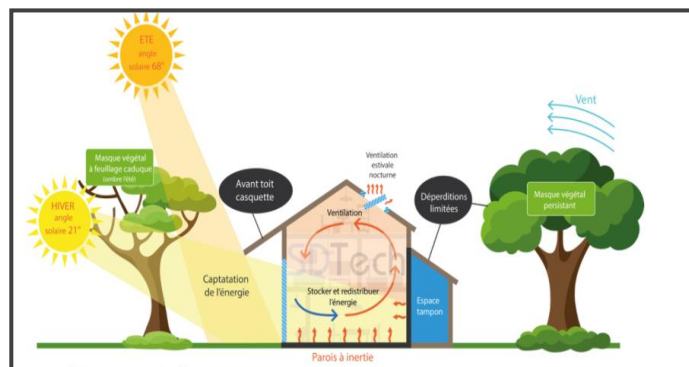 ETE
angle
solaire 68°
Masque végétal
à feuillage caduque
(ombre l'été)
HIVER
angle
solaire 21°
Avant toit
casquette
Ventilation
estivale
nocturne
Vent
Déperditions
limitées
Masque végétal
persistant
Ventilation
SDTech
Captatation
de l'énergie
Stocker et redistribuer
l'énergie
Espace
tampon
Parois à inertie